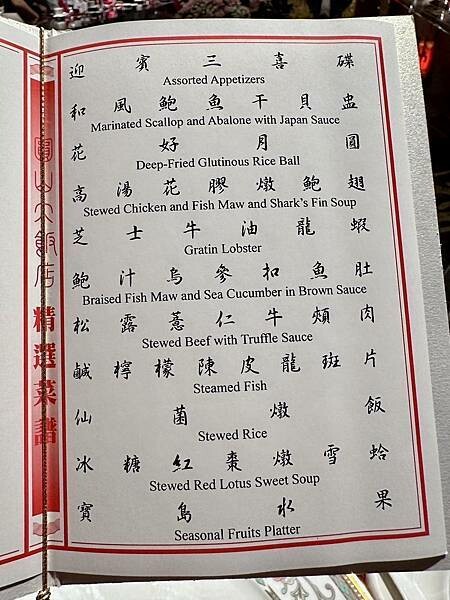 迎賓三喜碟
Assorted Appetizers
和風鮑魚干貝盅
Marinated Scallop and Abalone with Japan Sauce
花好月圓
Deep-Fried Glutinous Rice Ball
高湯花膠燉鮑翅
Stewed Chicken and Fish Maw and Shark's Fin Soup
芝士牛油龍蝦
Gratin Lobster
鮑汁烏參扣魚肚
Braised Fish Maw and Sea Cucumber in Brown Sauce
松露薏仁牛頰肉
Stewed Beef with Truffle Sauce
鹹檸檬陳皮龍斑片
Steamed Fish
仙菌燉飯
Stewed Rice
冰糖紅棗燉雪蛤
Stewed Red Lotus Sweet Soup
寶島水果
Seasonal Fruits Platter
圓山大飯店
精選菜譜